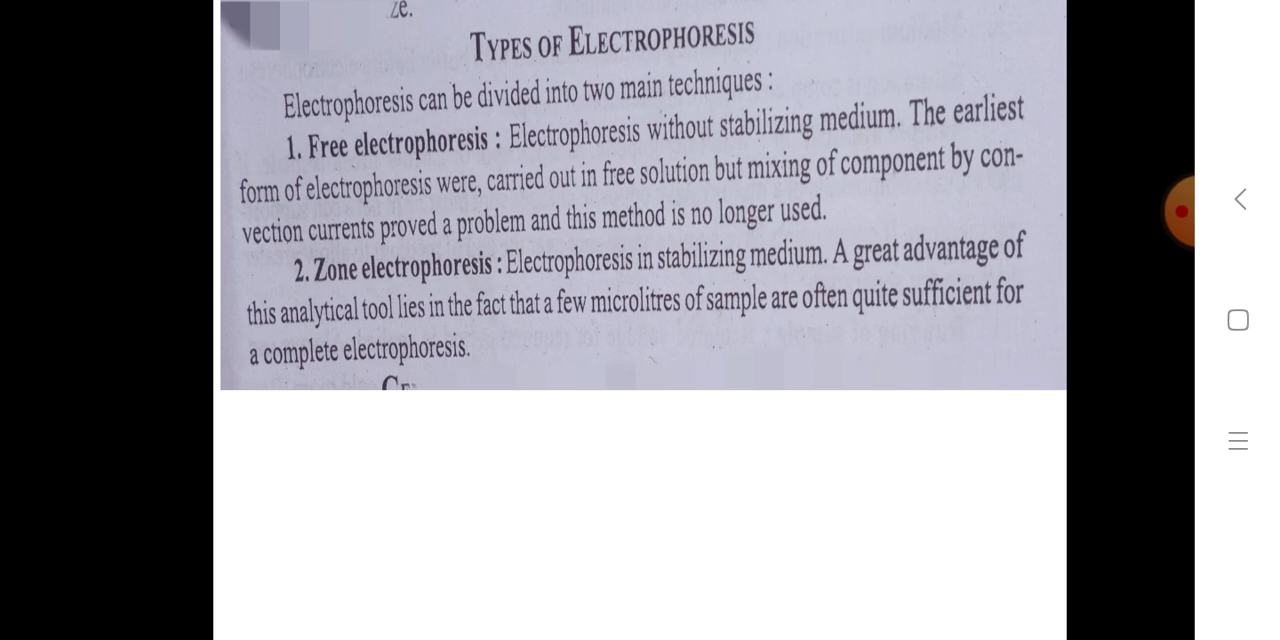 ze.
TYPES OF ELECTROPHORESIS
Electrophoresis can be divided into two main techniques :
1. Free electrophoresis : Electrophoresis without stabilizing medium. The earliest
form of electrophoresis were, carried out in free solution but mixing of component by con-
vection currents proved a problem and this method is no longer used.
2. Zone electrophoresis : Electrophoresis in stabilizing medium. A great advantage of
this analytical tool lies in the fact that a few microlitres of sample are often quite sufficient for
a complete electrophoresis.